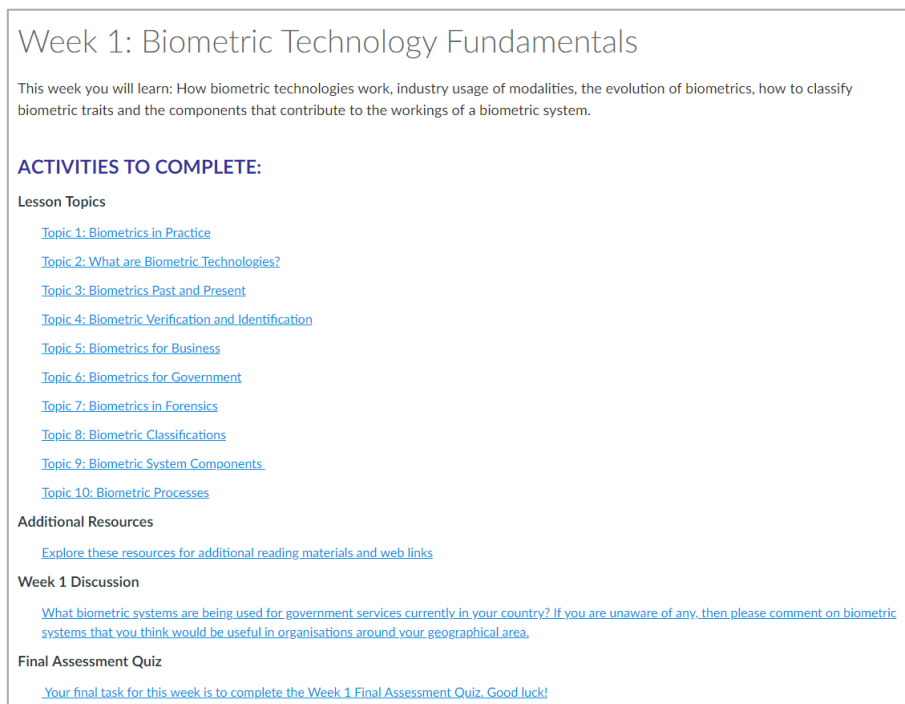 Week 1: Biometric Technology Fundamentals
This week you will learn: How biometric technologies work, industry usage of modalities, the evolution of biometrics, how to classify
biometric traits and the components that contribute to the workings of a biometric system.
ACTIVITIES TO COMPLETE:
Lesson Topics
Topic 1: Biometrics in Practice
Topic 2: What are Biometric Technologies?
Topic 3: Biometrics Past and Present
Topic 4: Biometric Verification and Identification
Topic 5: Biometrics for Business
Topic 6: Biometrics for Government
Topic 7: Biometrics in Forensics
Topic 8: Biometric Classifications
Topic 9: Biometric System Components
Topic 10: Biometric Processes
Additional Resources
Explore these resources for additional reading materials and web links
Week 1 Discussion
What biometric systems are being used for government services currently in your country? If you are unaware of any, then please comment on biometric
systems that you think would be useful in organisations around your geographical area.
Final Assessment Quiz
Your final task for this week is to complete the Week 1 Final Assessment Quiz. Good luck!